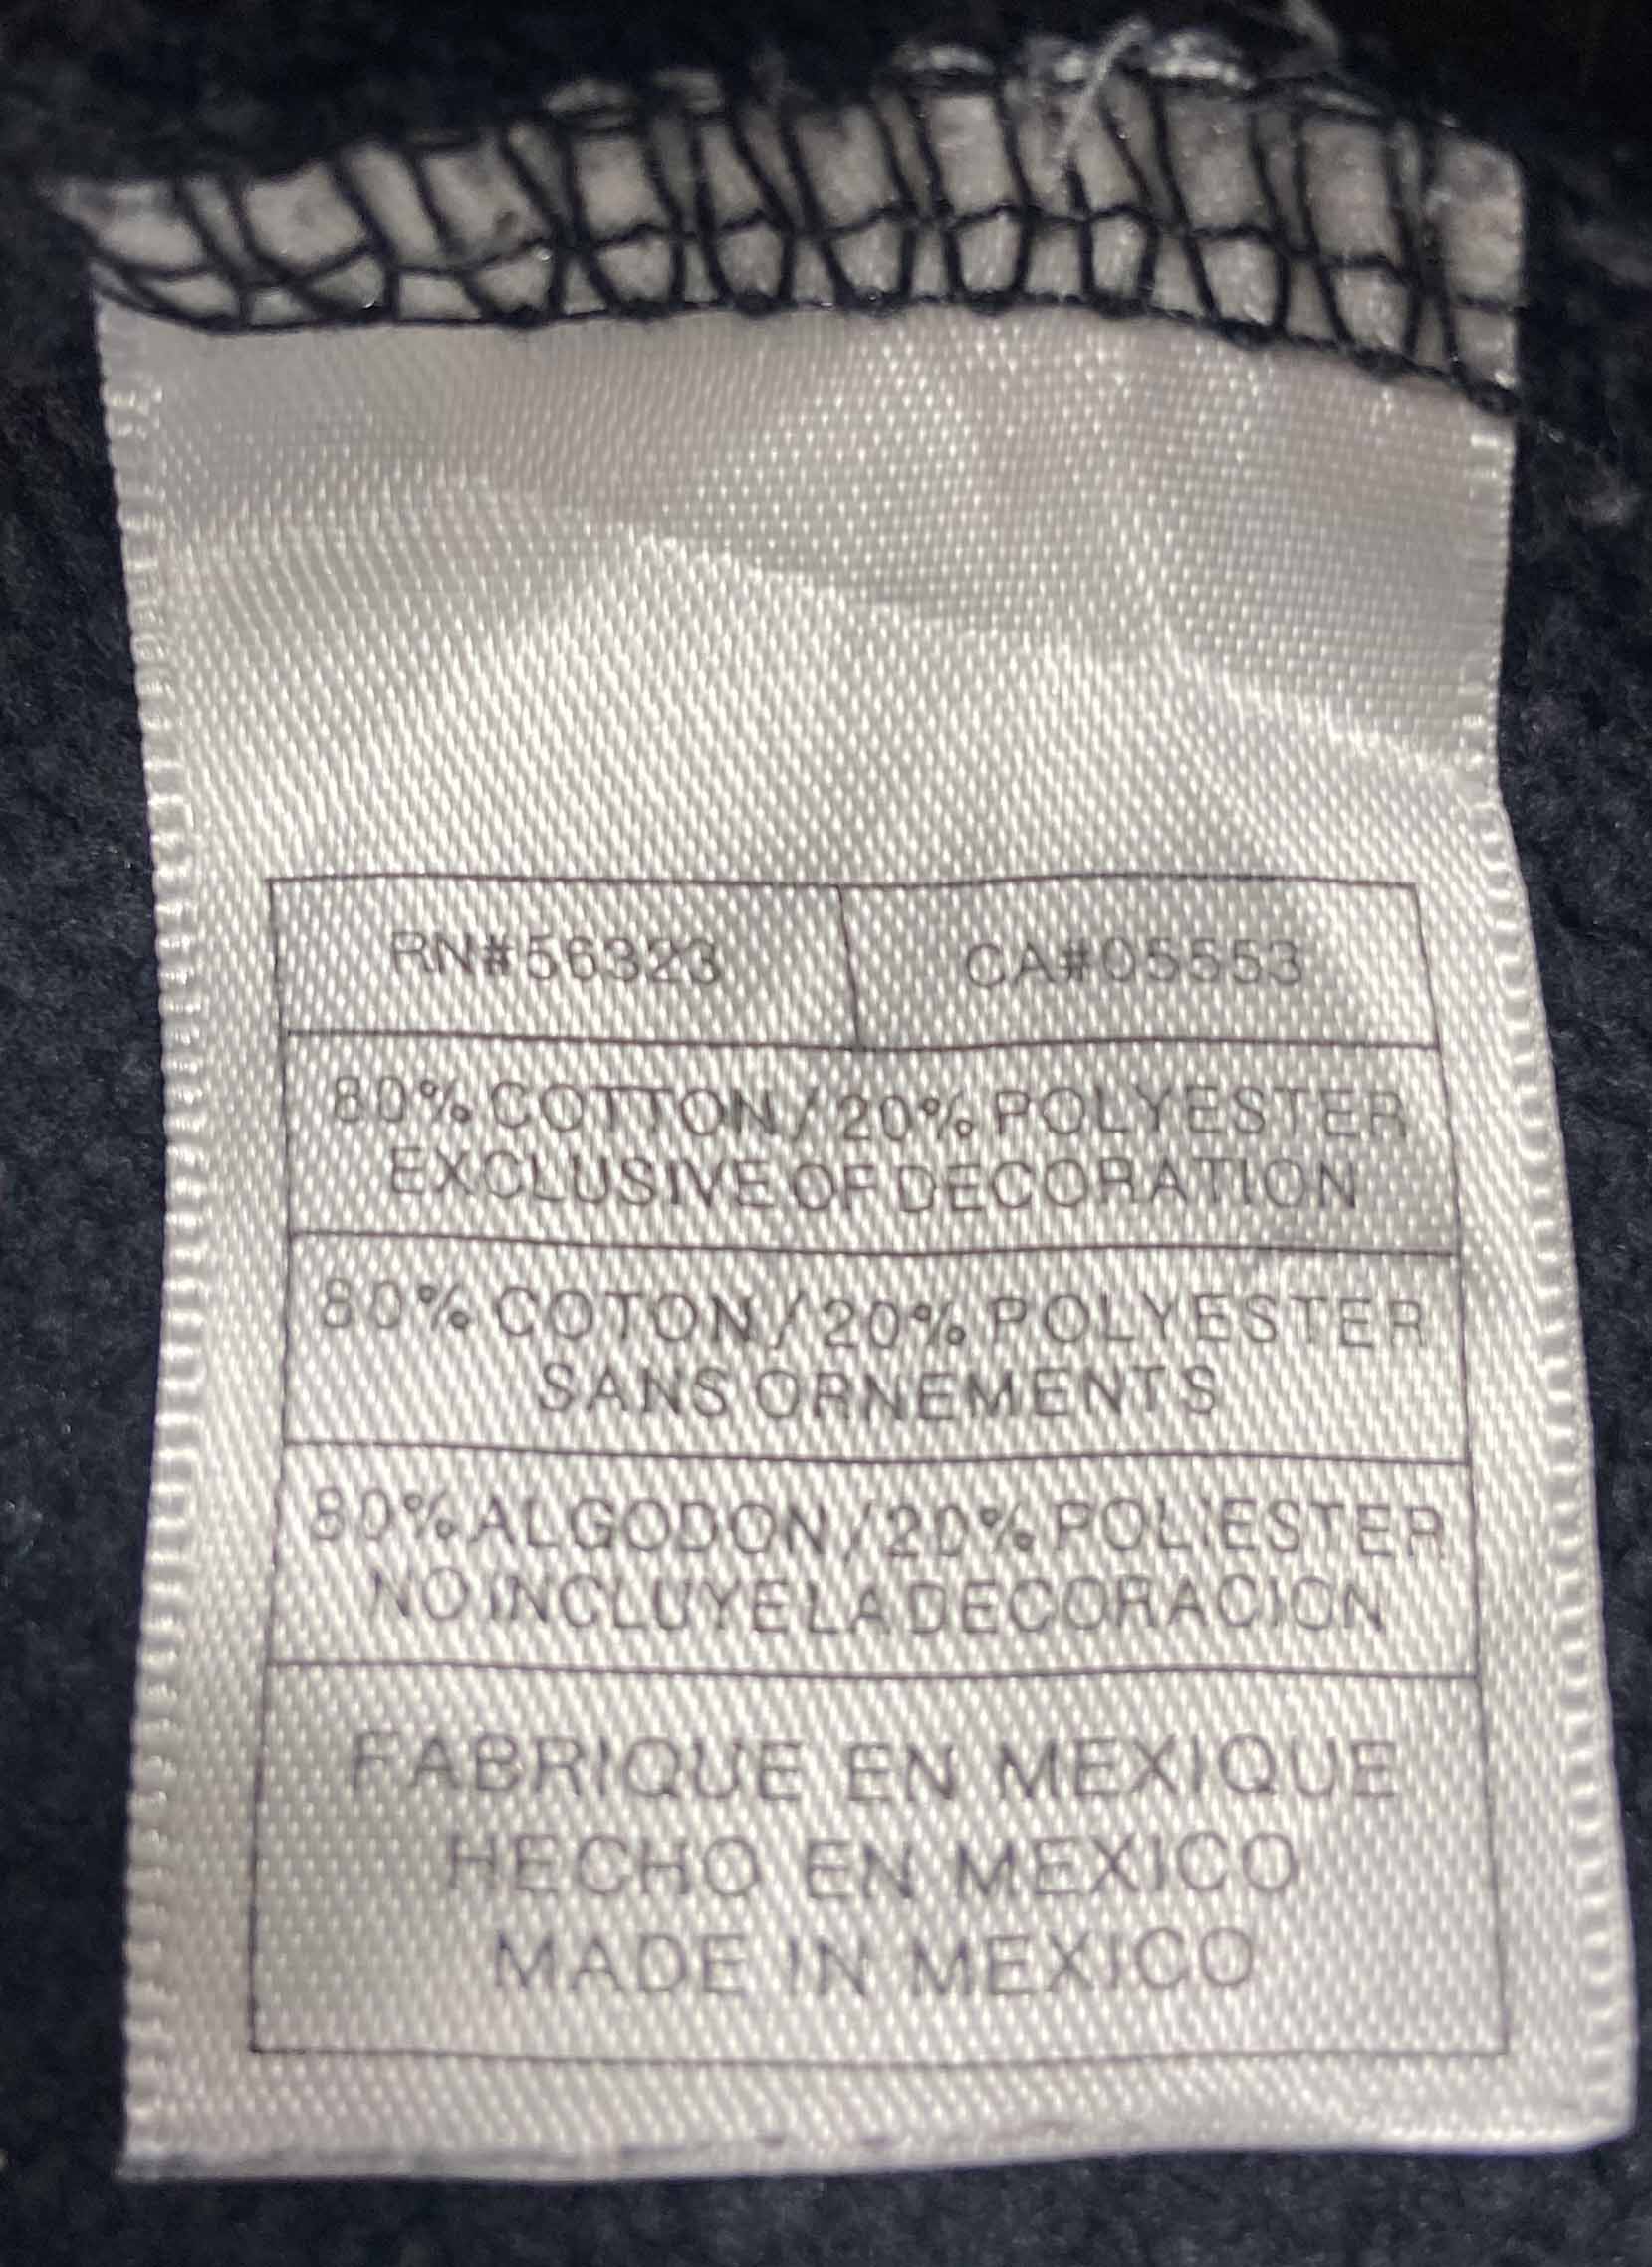 RN#56323 CA#05553
80% COTTON / 20% POLYESTER
EXCLUSIVE OF DECORATION
80% COTON / 20% POLYESTER
SANS ORNEMENTS
80% ALGODON / 20% POLIESTER
NO INCLUYE LA DECORACION
FABRIQUE EN MEXIQUE
HECHO EN MEXICO
MADE IN MEXICO